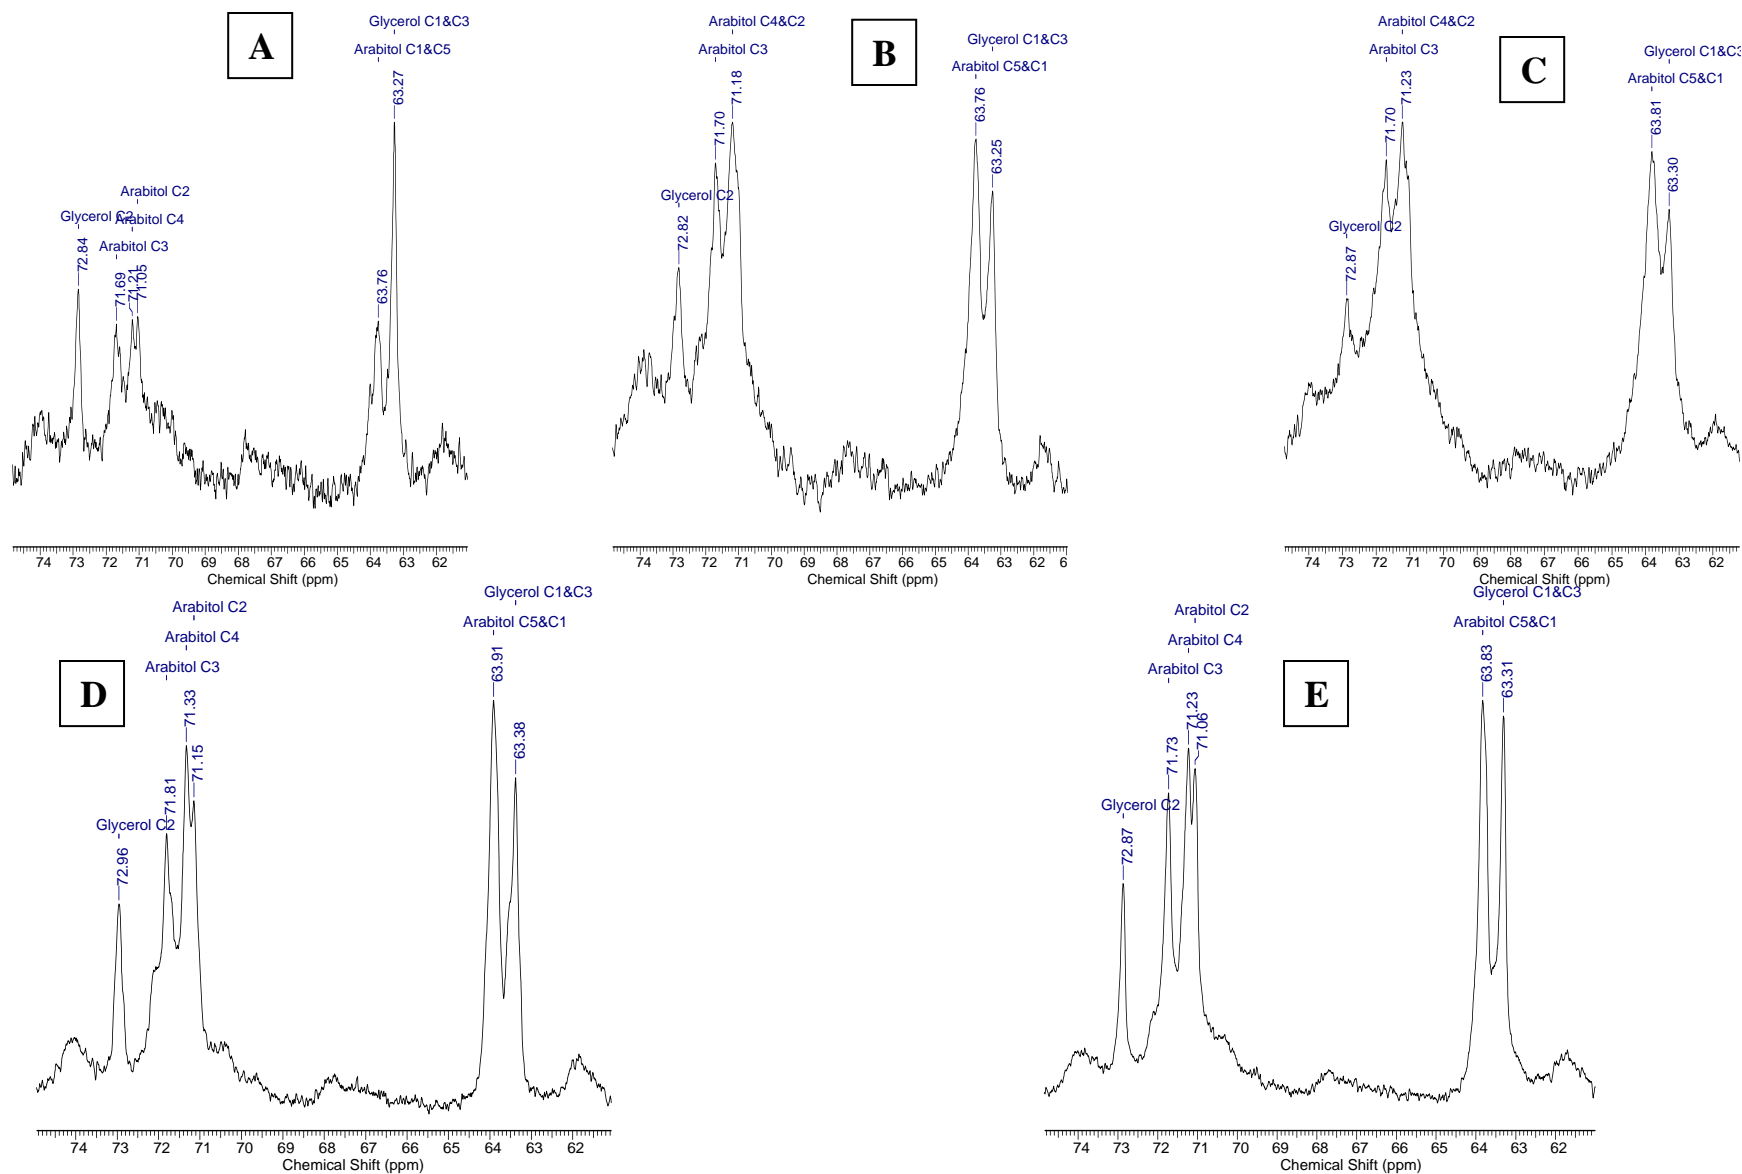 A
Glycerol C1&C3
Arabitol C1&C5
63.27
Arabitol C2
Glycerol C2
Arabitol C4
Arabitol C3
72.84
71.69
71.21
71.05
63.76
74 73 72 71 70 69 68 67 66 65 64 63 62
Chemical Shift (ppm)
B
Arabitol C4&C2
Arabitol C3
Glycerol C1&C3
Arabitol C5&C1
71.70
71.18
63.76
63.25
Glycerol C2
72.82
74 73 72 71 70 69 68 67 66 65 64 63 62 6
Chemical Shift (ppm)
C
Arabitol C4&C2
Arabitol C3
Glycerol C1&C3
Arabitol C5&C1
71.70
71.23
63.81
63.30
Glycerol C2
72.87
74 73 72 71 70 69 68 67 66 65 64 63 62
Chemical Shift (ppm)
D
Glycerol C1&C3
Arabitol C2
Arabitol C5&C1
Arabitol C4
Arabitol C3
63.91
71.33
63.38
71.15
71.81
Glycerol C2
72.96
74 73 72 71 70 69 68 67 66 65 64 63 62
Chemical Shift (ppm)
E
Glycerol C1&C3
Arabitol C2
Arabitol C5&C1
Arabitol C4
Arabitol C3
63.83
63.31
71.23
71.06
71.73
Glycerol C2
72.87
74 73 72 71 70 69 68 67 66 65 64 63 62
Chemical Shift (ppm)